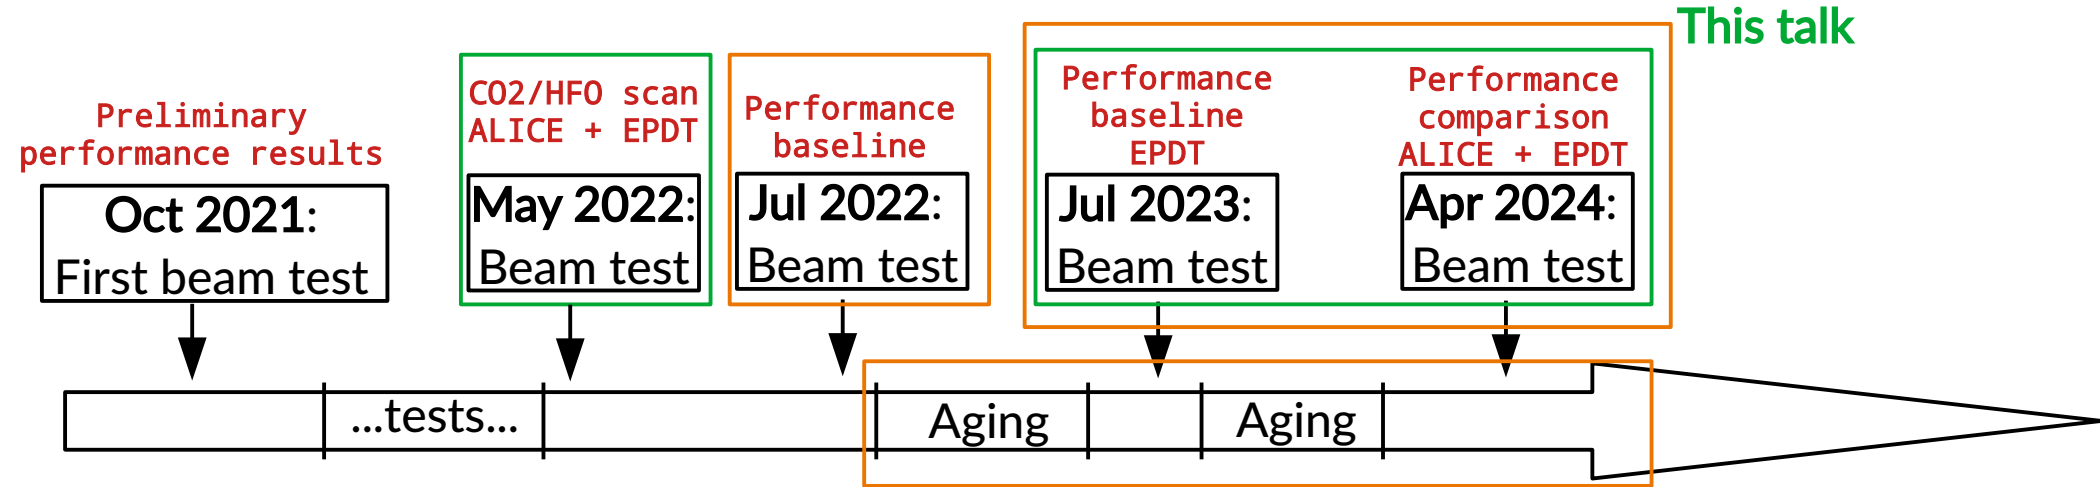 This talk
Preliminary
performance results
Oct 2021:
First beam test
CO2/HFO scan
ALICE + EPDT
May 2022:
Beam test
Performance
baseline
Jul 2022:
Beam test
Performance
baseline
EPDT
Jul 2023:
Beam test
Performance
comparison
ALICE + EPDT
Apr 2024:
Beam test
...tests...
Aging
Aging